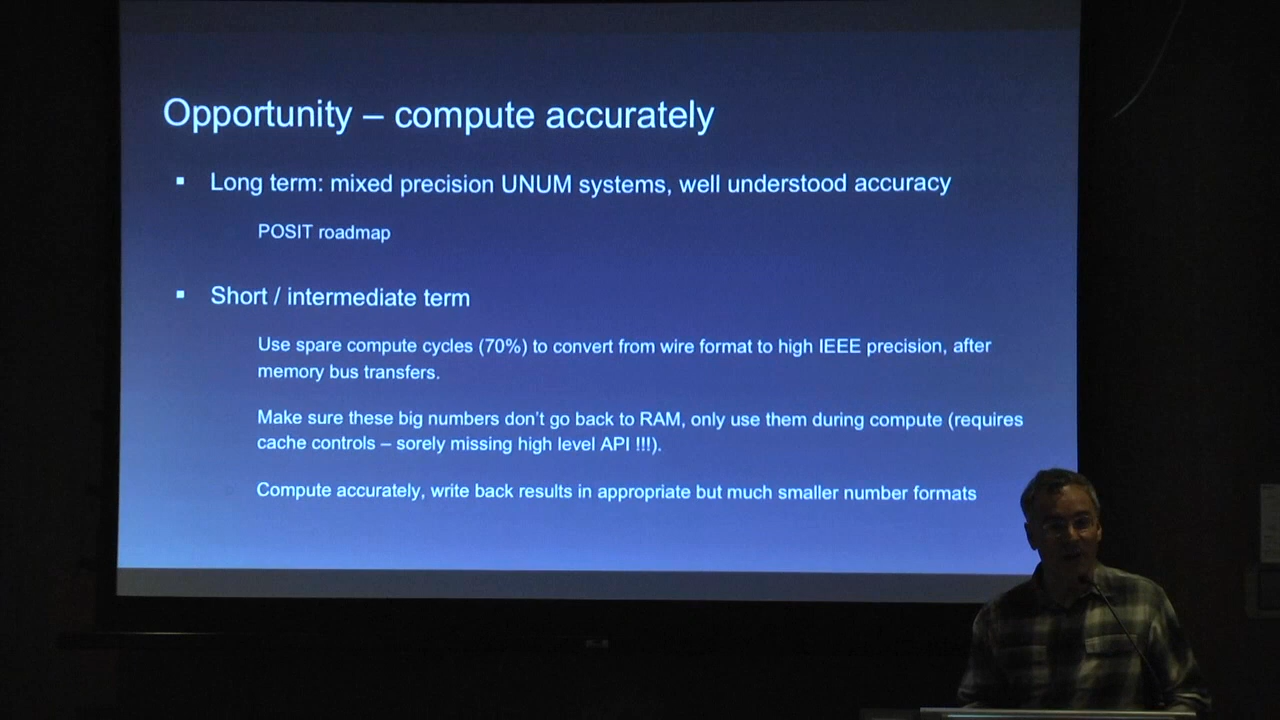 Opportunity – compute accurately
▪ Long term: mixed precision UNUM systems, well understood accuracy
POSIT roadmap
▪ Short / intermediate term
Use spare compute cycles (70%) to convert from wire format to high IEEE precision, after
memory bus transfers.
Make sure these big numbers don’t go back to RAM, only use them during compute (requires
cache controls – sorely missing high level API !!!).
Compute accurately, write back results in appropriate but much smaller number formats